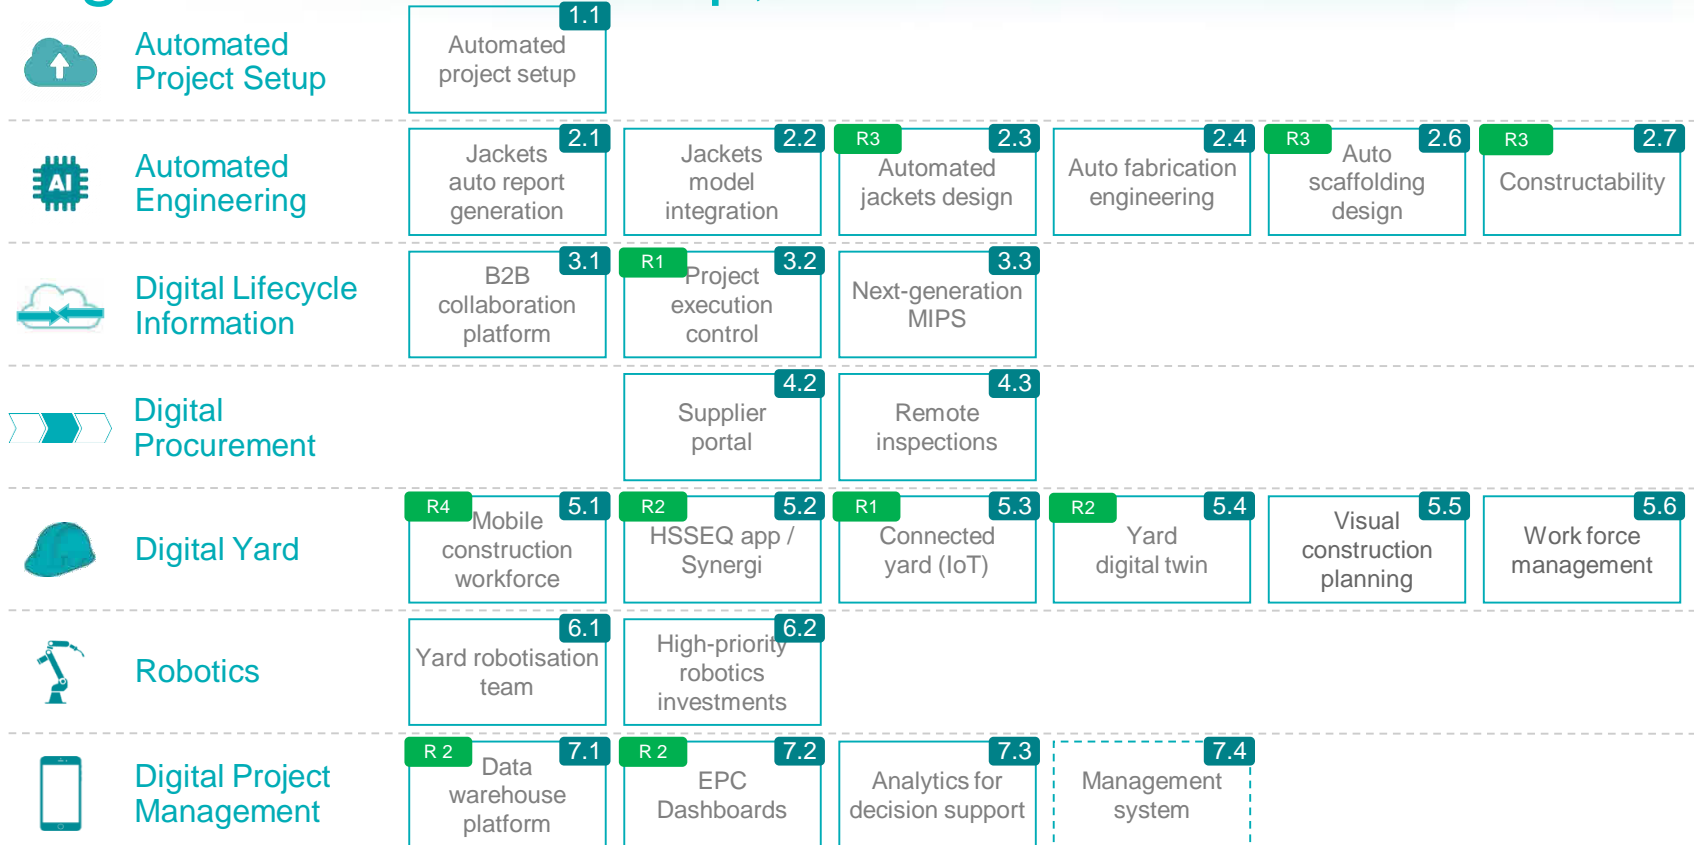 1.1
Automated
Project Setup
Automated
project setup
AI
Automated
Engineering
2.1
Jackets
auto report
generation
2.2
Jackets
model
integration
R3
2.3
Automated
jackets design
2.4
Auto fabrication
engineering
R3
2.6
Auto
scaffolding
design
R3
2.7
Constructability
Digital Lifecycle
Information
3.1
B2B
collaboration
platform
R1
3.2
Project
execution
control
3.3
Next-generation
MIPS
Digital
Procurement
4.2
Supplier
portal
4.3
Remote
inspections
Digital Yard
R4
5.1
Mobile
construction
workforce
R2
5.2
HSSEQ app /
Synergi
R1
5.3
Connected
yard (IoT)
R2
5.4
Yard
digital twin
5.5
Visual
construction
planning
5.6
Work force
management
Robotics
6.1
Yard robotisation
team
6.2
High-priority
robotics
investments
Digital Project
Management
R 2
7.1
Data
warehouse
platform
R 2
7.2
EPC
Dashboards
7.3
Analytics for
decision support
7.4
Management
system